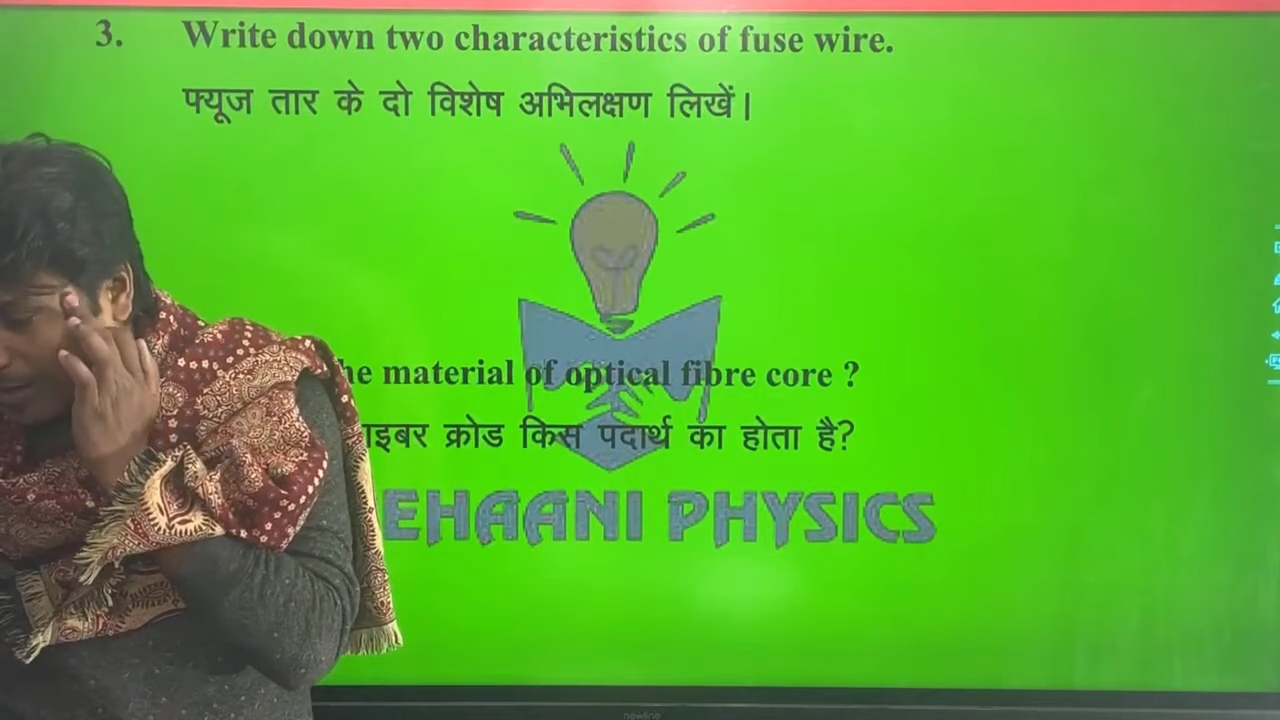 3. Write down two characteristics of fuse wire.
फ्यूज तार के दो विशेष अभिलक्षण लिखें।
he material of optical fibre core ?
इबर क्रोड किस पदार्थ का होता है?
EHAANI PHYSICS
newline